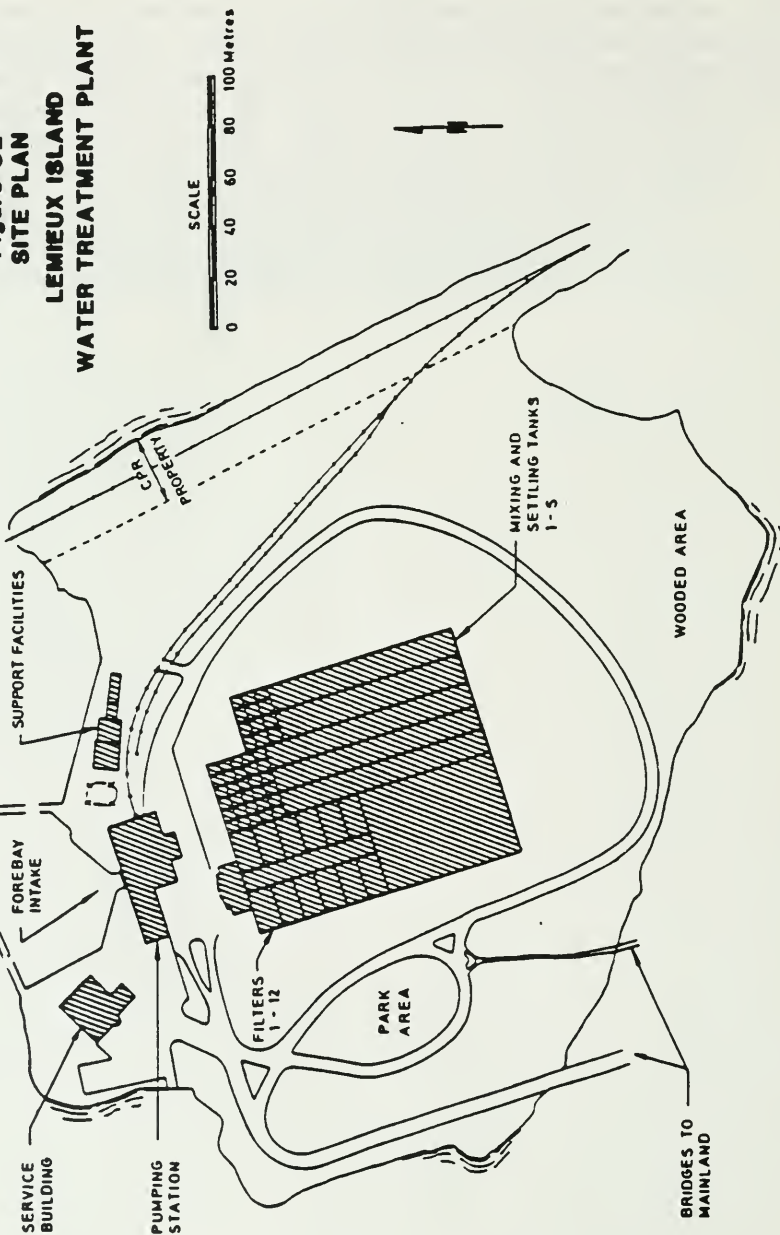 SITE PLAN
LEMIEUX ISLAND
WATER TREATMENT PLANT
SCALE
0 20 40 60 80 100 Metres
N
SERVICE
BUILDING
FOREBAY
INTAKE
SUPPORT FACILITIES
CPR
PROPERTY
PUMPING
STATION
FILTERS
1 - 12
PARK
AREA
MIXING AND
SETTLING TANKS
1 - 5
WOODED AREA
BRIDGES TO
MAINLAND